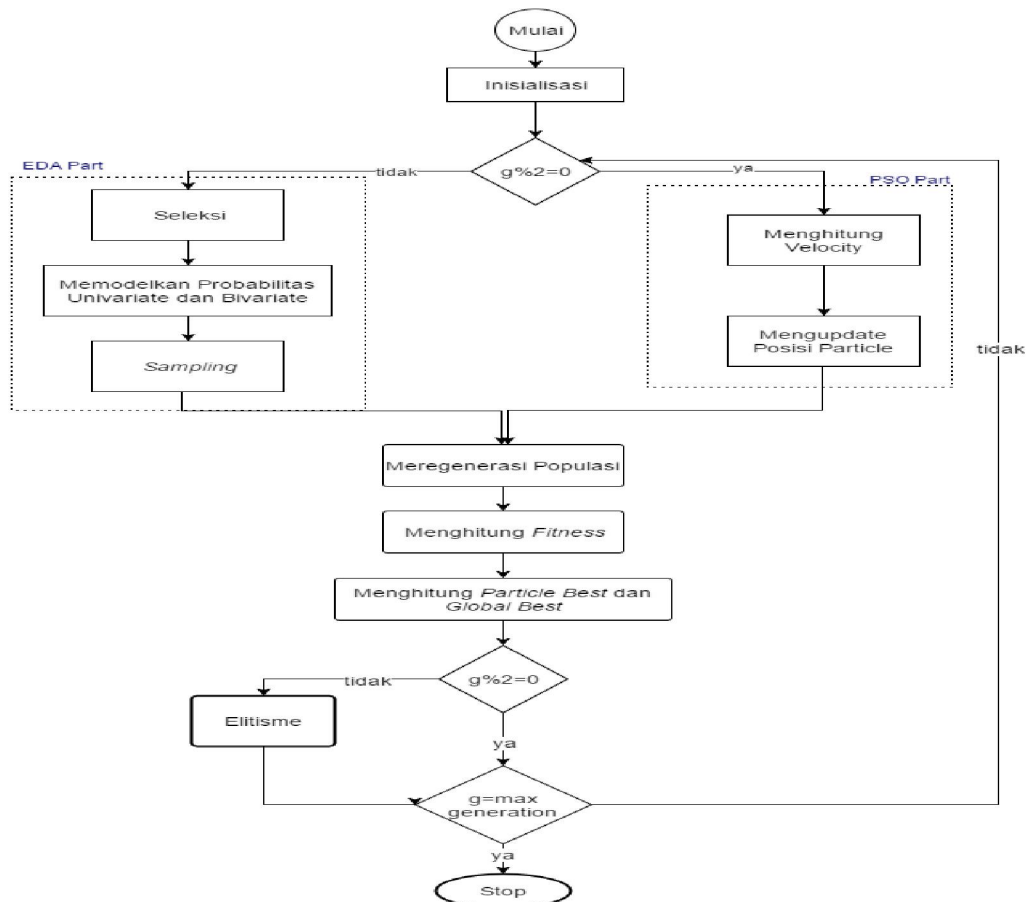 Mulai
Inisialisasi
g%2=0
tidak
ya
EDA Part
PSO Part
Seleksi
Memodelkan Probabilitas
Univariate dan Bivariate
Sampling
Menghitung
Velocity
Mengupdate
Posisi Particle
tidak
Meregenerasi Populasi
Menghitung Fitness
Menghitung Particle Best dan
Global Best
g%2=0
tidak
Elitisme
ya
g=max
generation
ya
Stop